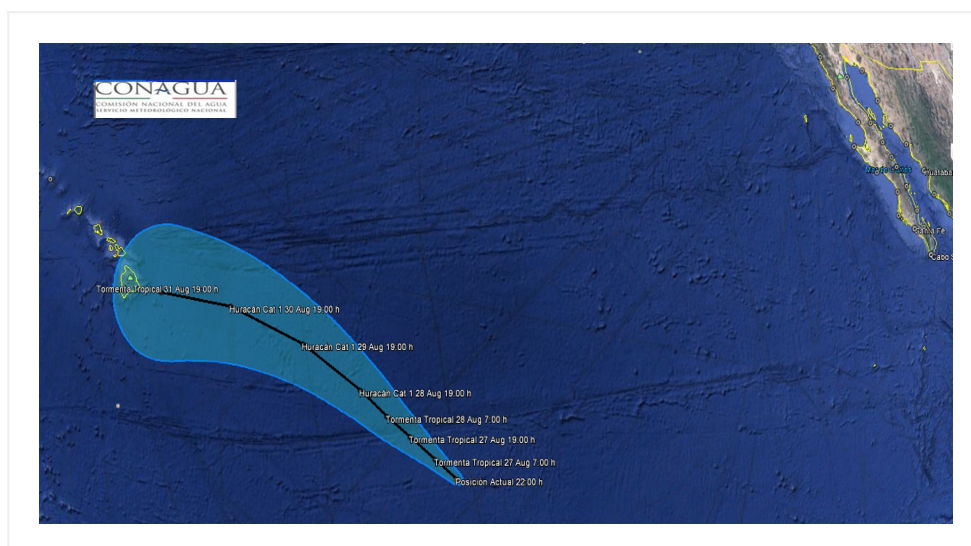 CONAGUA
COMISIÓN NACIONAL DEL AGUA
SERVICIO METEOROLÓGICO NACIONAL
Tormenta Tropical 31 Aug 19:00 h
Huracán Cat 1 30 Aug 19:00 h
Huracán Cat 1 29 Aug 19:00 h
Huracán Cat 1 28 Aug 19:00 h
Tormenta Tropical 28 Aug 7:00 h
Tormenta Tropical 27 Aug 19:00 h
Tormenta Tropical 27 Aug 7:00 h
Posición Actual 22:00 h
Cabo S